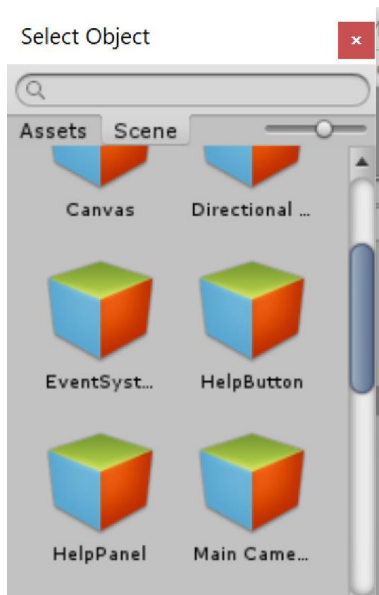 Select Object
Assets Scene
Canvas Directional ...
EventSyst... HelpButton
HelpPanel Main Came...